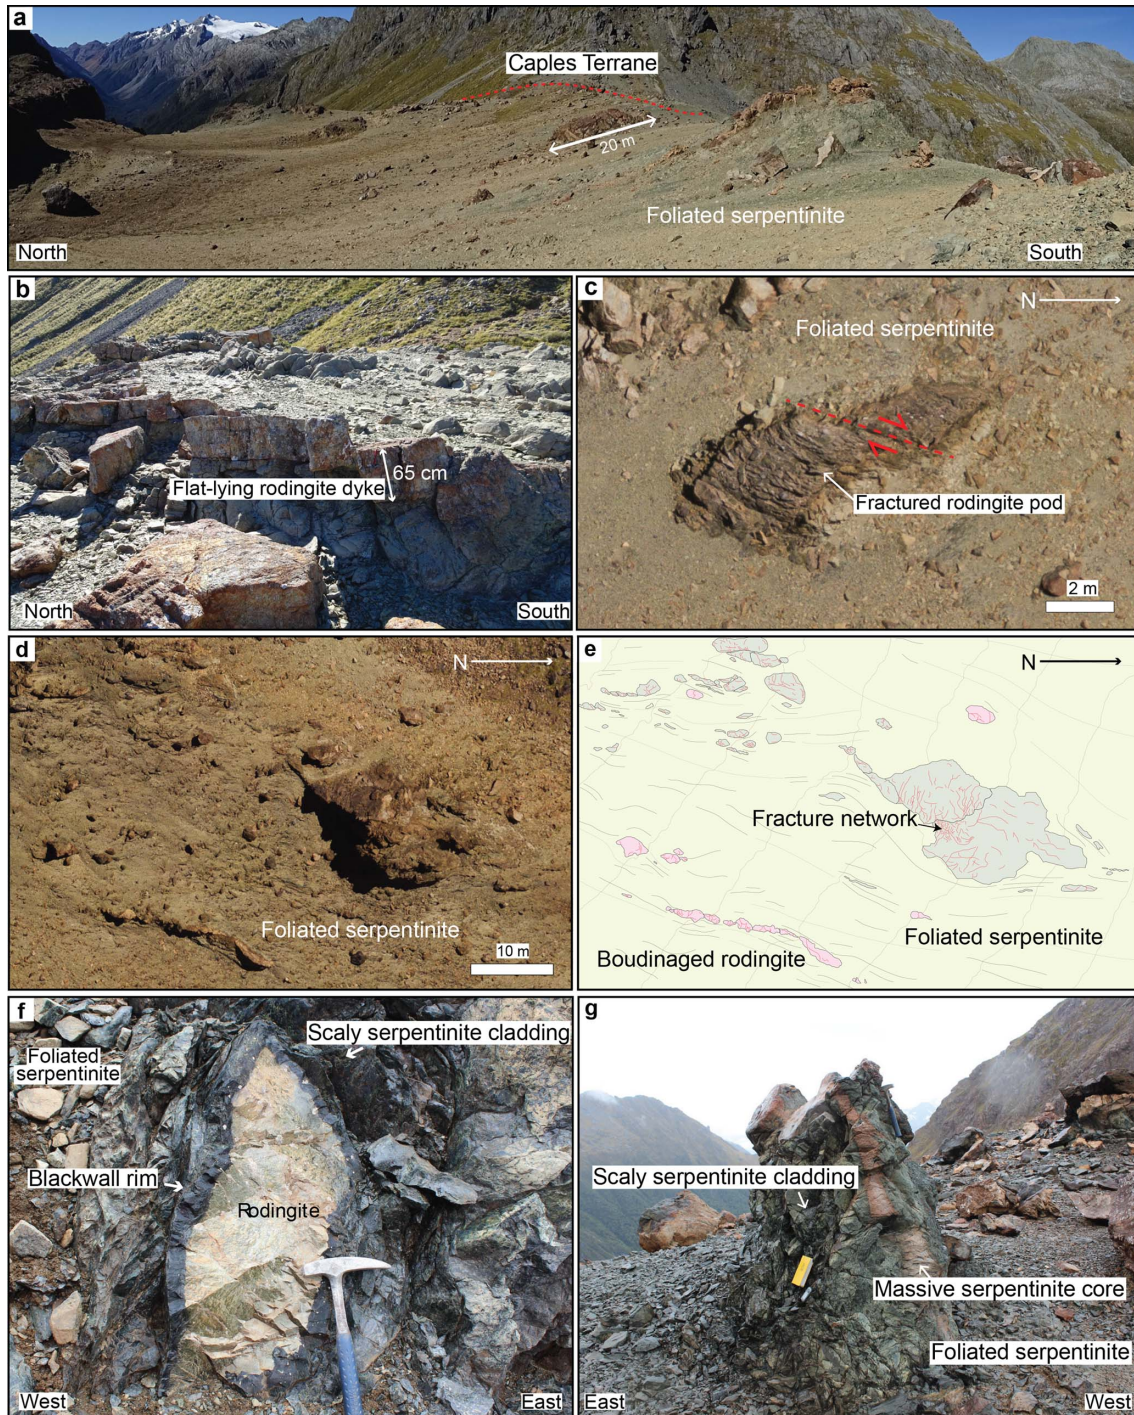 a
Caples Terrane
20 m
Foliated serpentinite
North
South
b
65 cm
Flat-lying rodingite dyke
North
South
c
N
Foliated serpentinite
Fractured rodingite pod
2 m
d
N
Foliated serpentinite
10 m
e
N
Fracture network
Foliated serpentinite
Boudinaged rodingite
f
Scaly serpentinite cladding
Foliated
serpentinite
Blackwall rim
Rodingite
West
East
g
Scaly serpentinite cladding
Massive serpentinite core
Foliated serpentinite
East
West